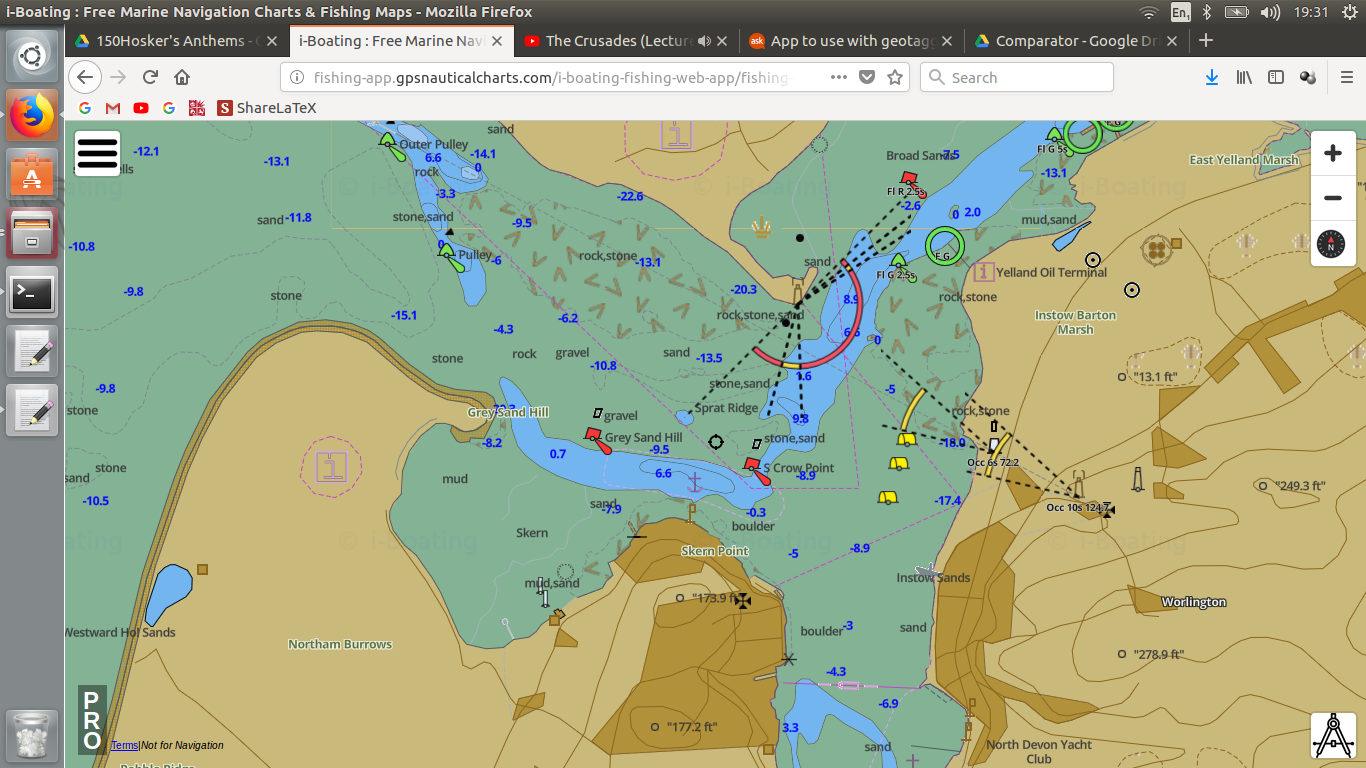 i-Boating : Free Marine Navigation Charts & Fishing Maps - Mozilla Firefox
En1
19:31
150Hosker's Anthems - G
i-Boating : Free Marine Navi
The Crusades (Lecture
ask
App to use with geotagg
Comparator - Google Dri
fishing-app.gpsnauticalcharts.com/i-boating-fishing-web-app/fishing-
Search
ShareLaTeX
sand
-12.1
Outer Pulley
-14.1
6.6
0
-13.1
rock
Broad Sands
-7.5
Fl G 5s
F G
East Yelland Marsh
-13.1
Fl R 2.5s
-3.3
-22.6
-2.6
0
2.0
stone,sand
sand
-11.8
-9.5
mud,sand
-10.8
0
Pulley
-6
rock,stone
-13.1
sand
F G
Fl G 2.5s
Yelland Oil Terminal
-9.8
stone
-20.3
8.9
rock,stone
-15.1
-6.2
rock,stone,sand
Instow Barton
Marsh
-4.3
6.6
0
stone
rock
gravel
sand
-13.5
-10.8
1.6
"13.1 ft"
-9.8
stone,sand
-5
stone
Grey Sand Hill
Sprat Ridge
rock,stone
gravel
9.8
-8.2
Grey Sand Hill
stone,sand
-18.0
0.7
-9.5
Occ 6s 72.2
stone
sand
mud
6.6
S Crow Point
-8.9
"249.3 ft"
-10.5
sand
-7.9
-0.3
-17.4
Occ 10s 124.7
boulder
Skern
© i-Boating
Skern Point
-5
-8.9
mud,sand
Instow Sands
"173.9 ft"
Worlington
Westward Ho! Sands
boulder
-3
sand
Northam Burrows
"278.9 ft"
-4.3
-6.9
PRO
"177.2 ft"
3.3
Terms|Not for Navigation
sand
North Devon Yacht
Club
Pebble Ridge